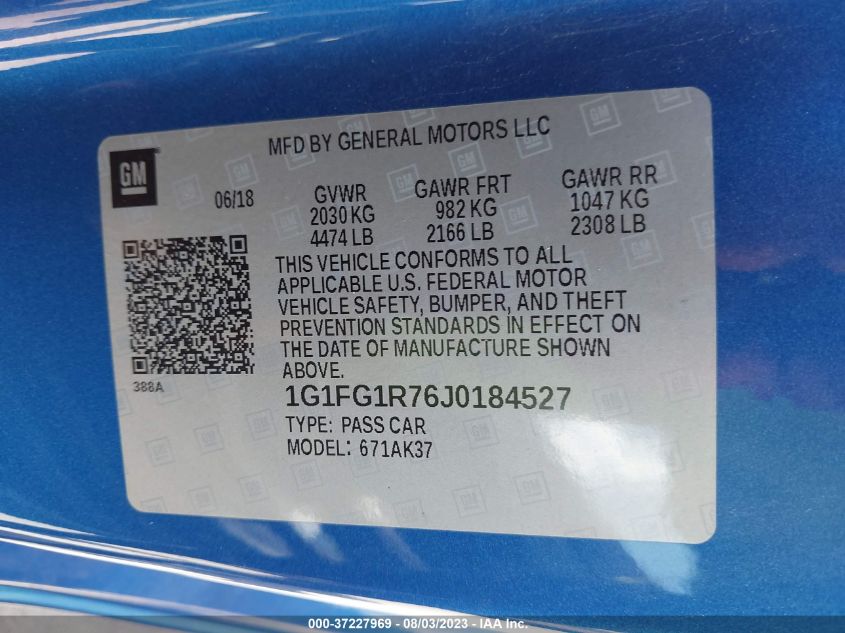 MFD BY GENERAL MOTORS LLC
GM
06/18
GVWR
2030 KG
4474 LB
GAWR FRT
982 KG
2166 LB
GAWR RR
1047 KG
2308 LB
THIS VEHICLE CONFORMS TO ALL
APPLICABLE U.S. FEDERAL MOTOR
VEHICLE SAFETY, BUMPER, AND THEFT
PREVENTION STANDARDS IN EFFECT ON
THE DATE OF MANUFACTURE SHOWN
ABOVE.
388A
1G1FG1R76J0184527
TYPE: PASS CAR
MODEL: 671AK37
000-37227969 - 08/03/2023 - IAA Inc.